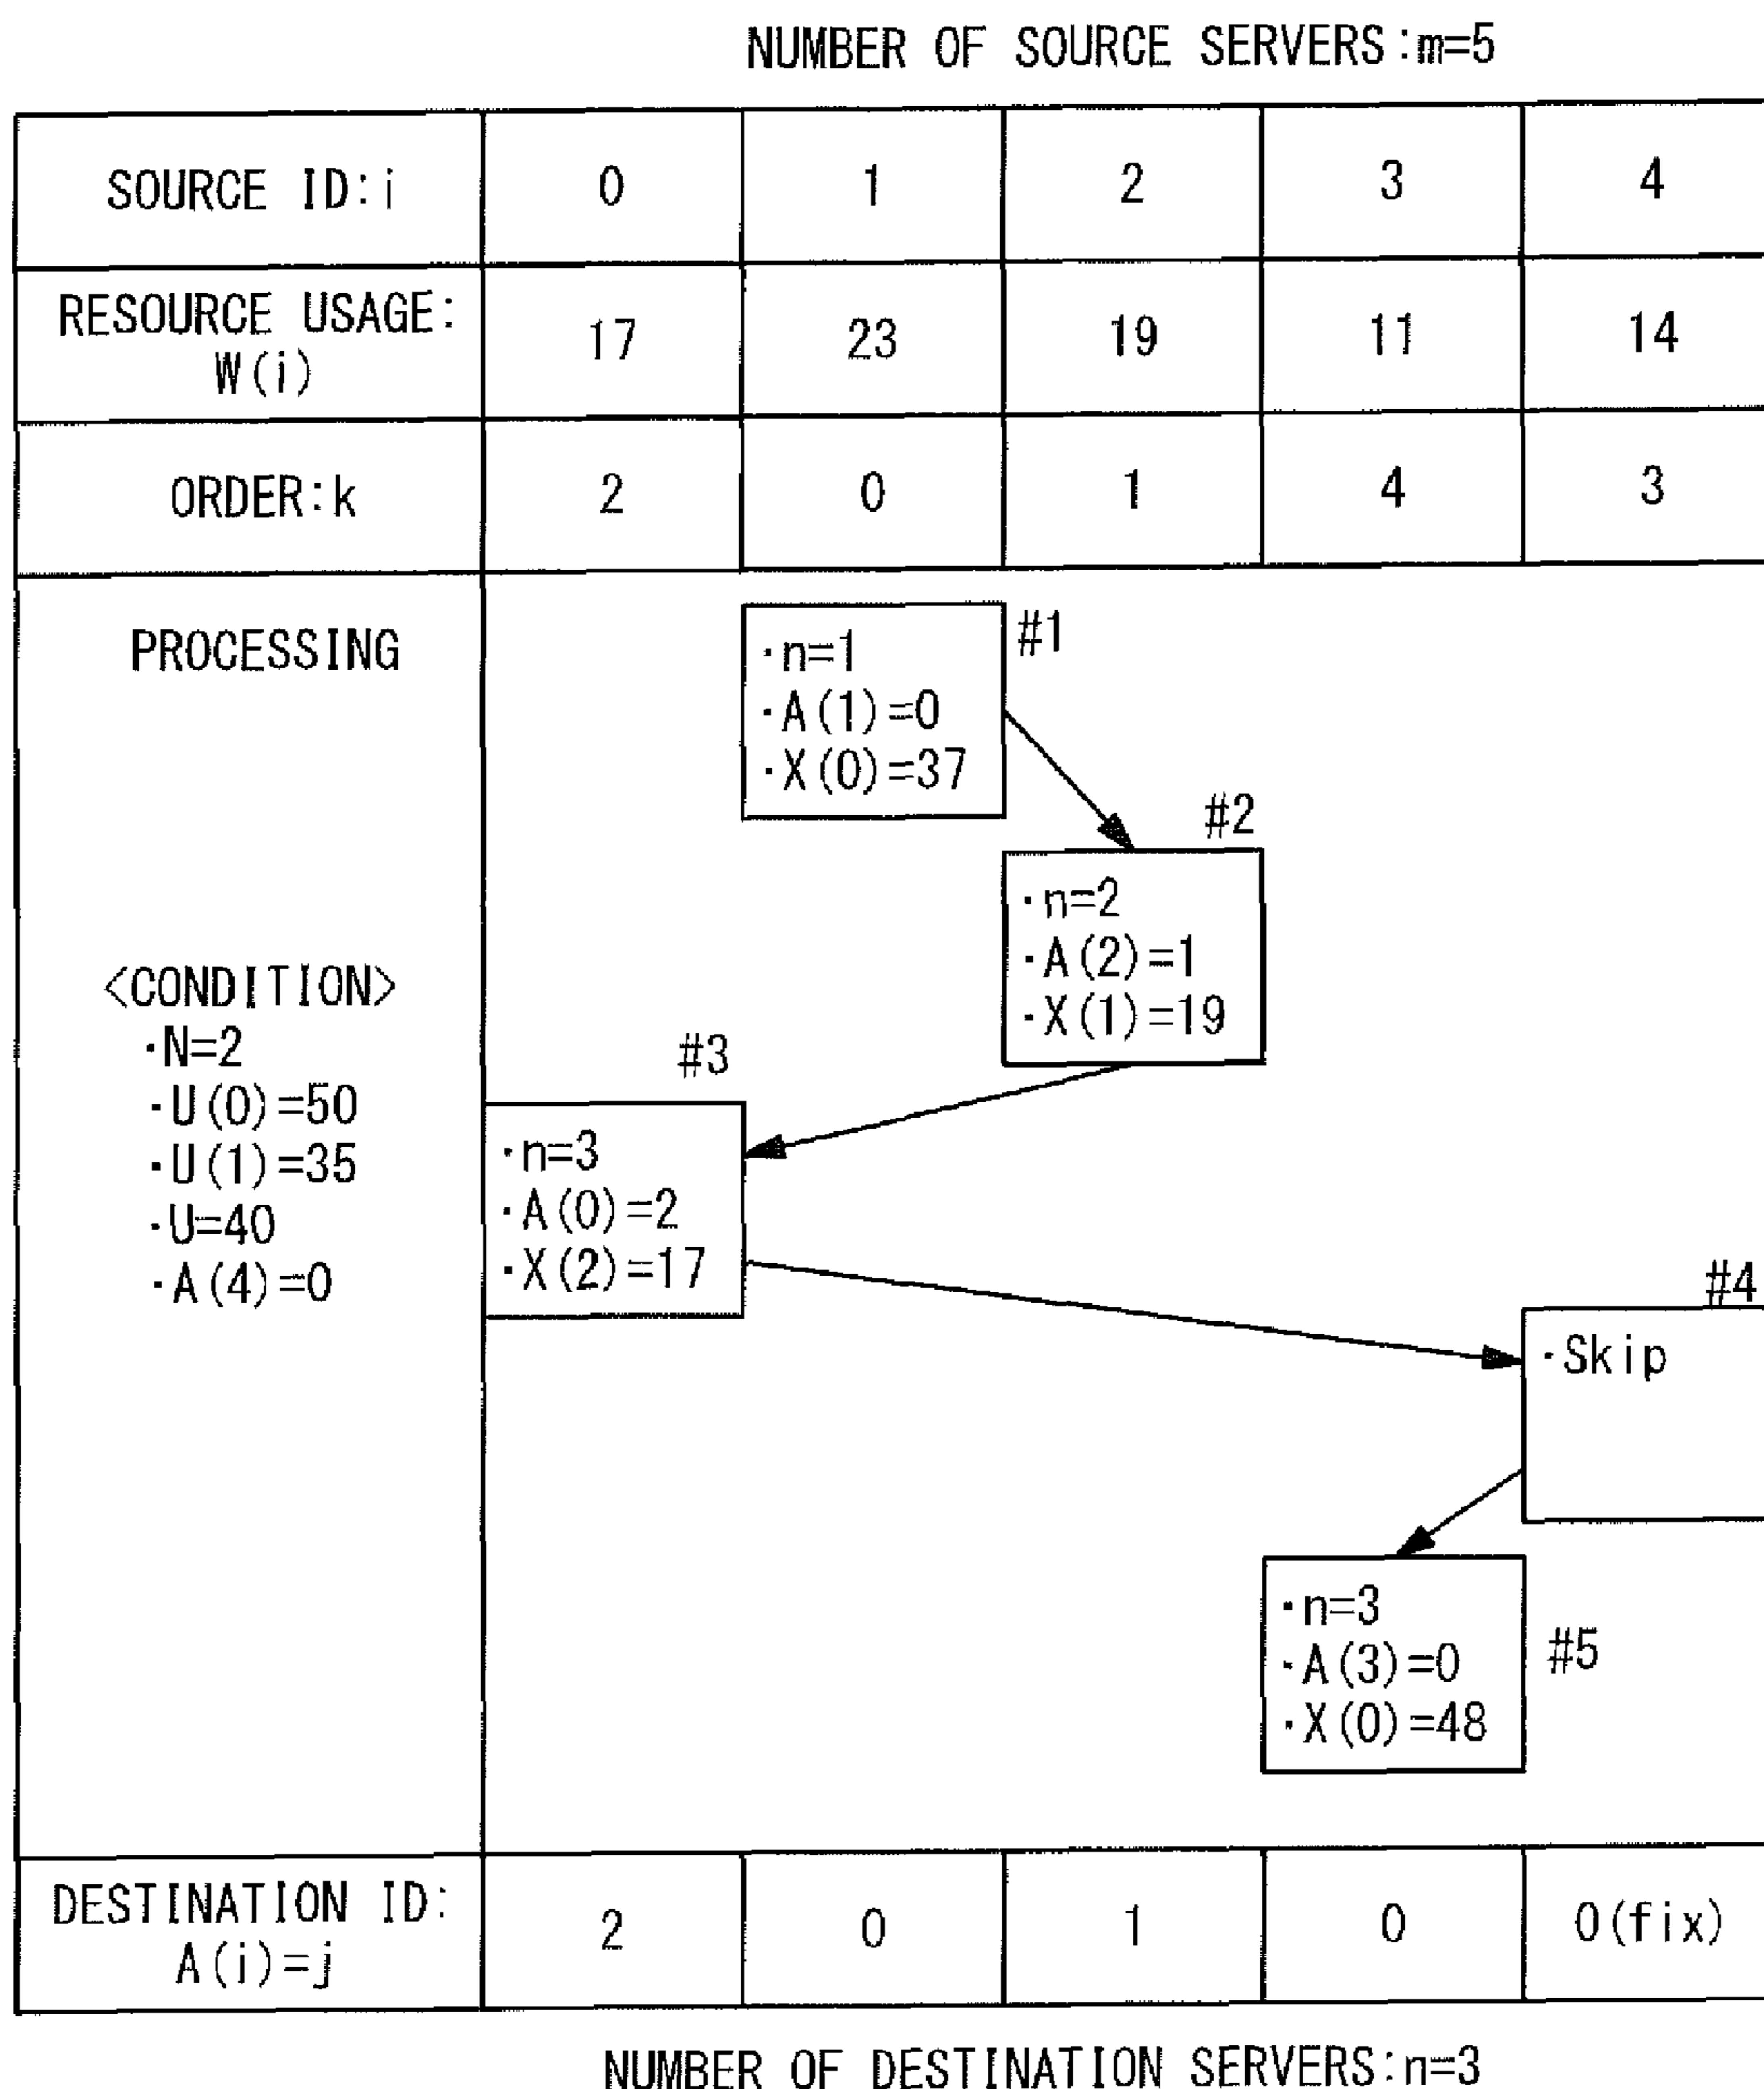 NUMBER OF SOURCE SERVERS:m=5
SOURCE ID:i 0 1 2 3 4
RESOURCE USAGE:
W(i) 17 23 19 11 14
ORDER:k 2 0 1 4 3
PROCESSING
<CONDITION>
·N=2
·U(0)=50
·U(1)=35
·U=40
·A(4)=0
#1
·n=1
·A(1)=0
·X(0)=37
#2
·n=2
·A(2)=1
·X(1)=19
#3
·n=3
·A(0)=2
·X(2)=17
#4
·Skip
·n=3
·A(3)=0
·X(0)=48
#5
DESTINATION ID:
A(i)=j 2 0 1 0 0(fix)
NUMBER OF DESTINATION SERVERS:n=3